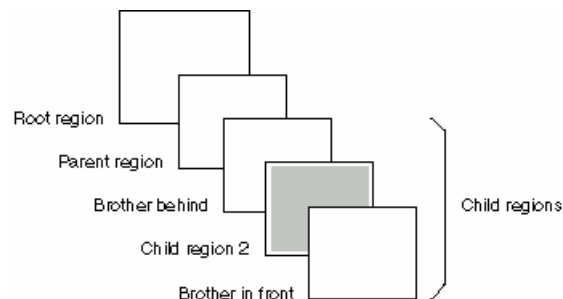 Root region
Parent region
Brother behind
Child regions
Child region 2
Brother in front